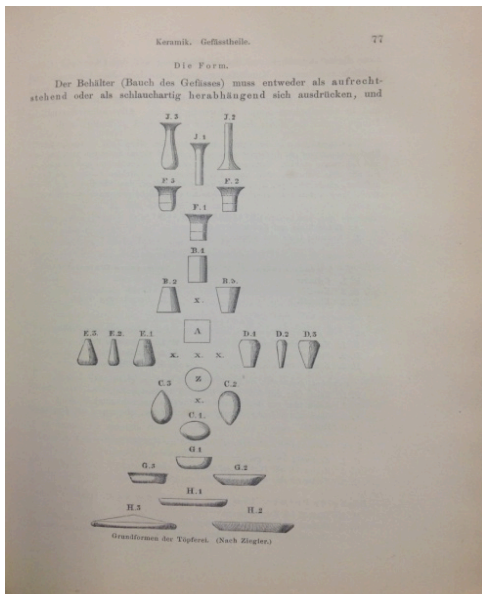 Keramik. Gefässtheile. 77
Die Form.
Der Behälter (Bauch des Gefässes) muss entweder als aufrecht-
stehend oder als schlauchartig herabhängend sich ausdrücken, und
J.3 J.1 J.2
F.3 F.2
F.1
B.1
B.2 x. B.3
A
E.3 E.2. E.1 D.1 D.2 D.3
x. x x.
Z
C.3 x. C.2
C.1.
G.1
G.3 G.2
H.1
H.3 H.2
Grundformen der Töpferei. (Nach Ziegler.)